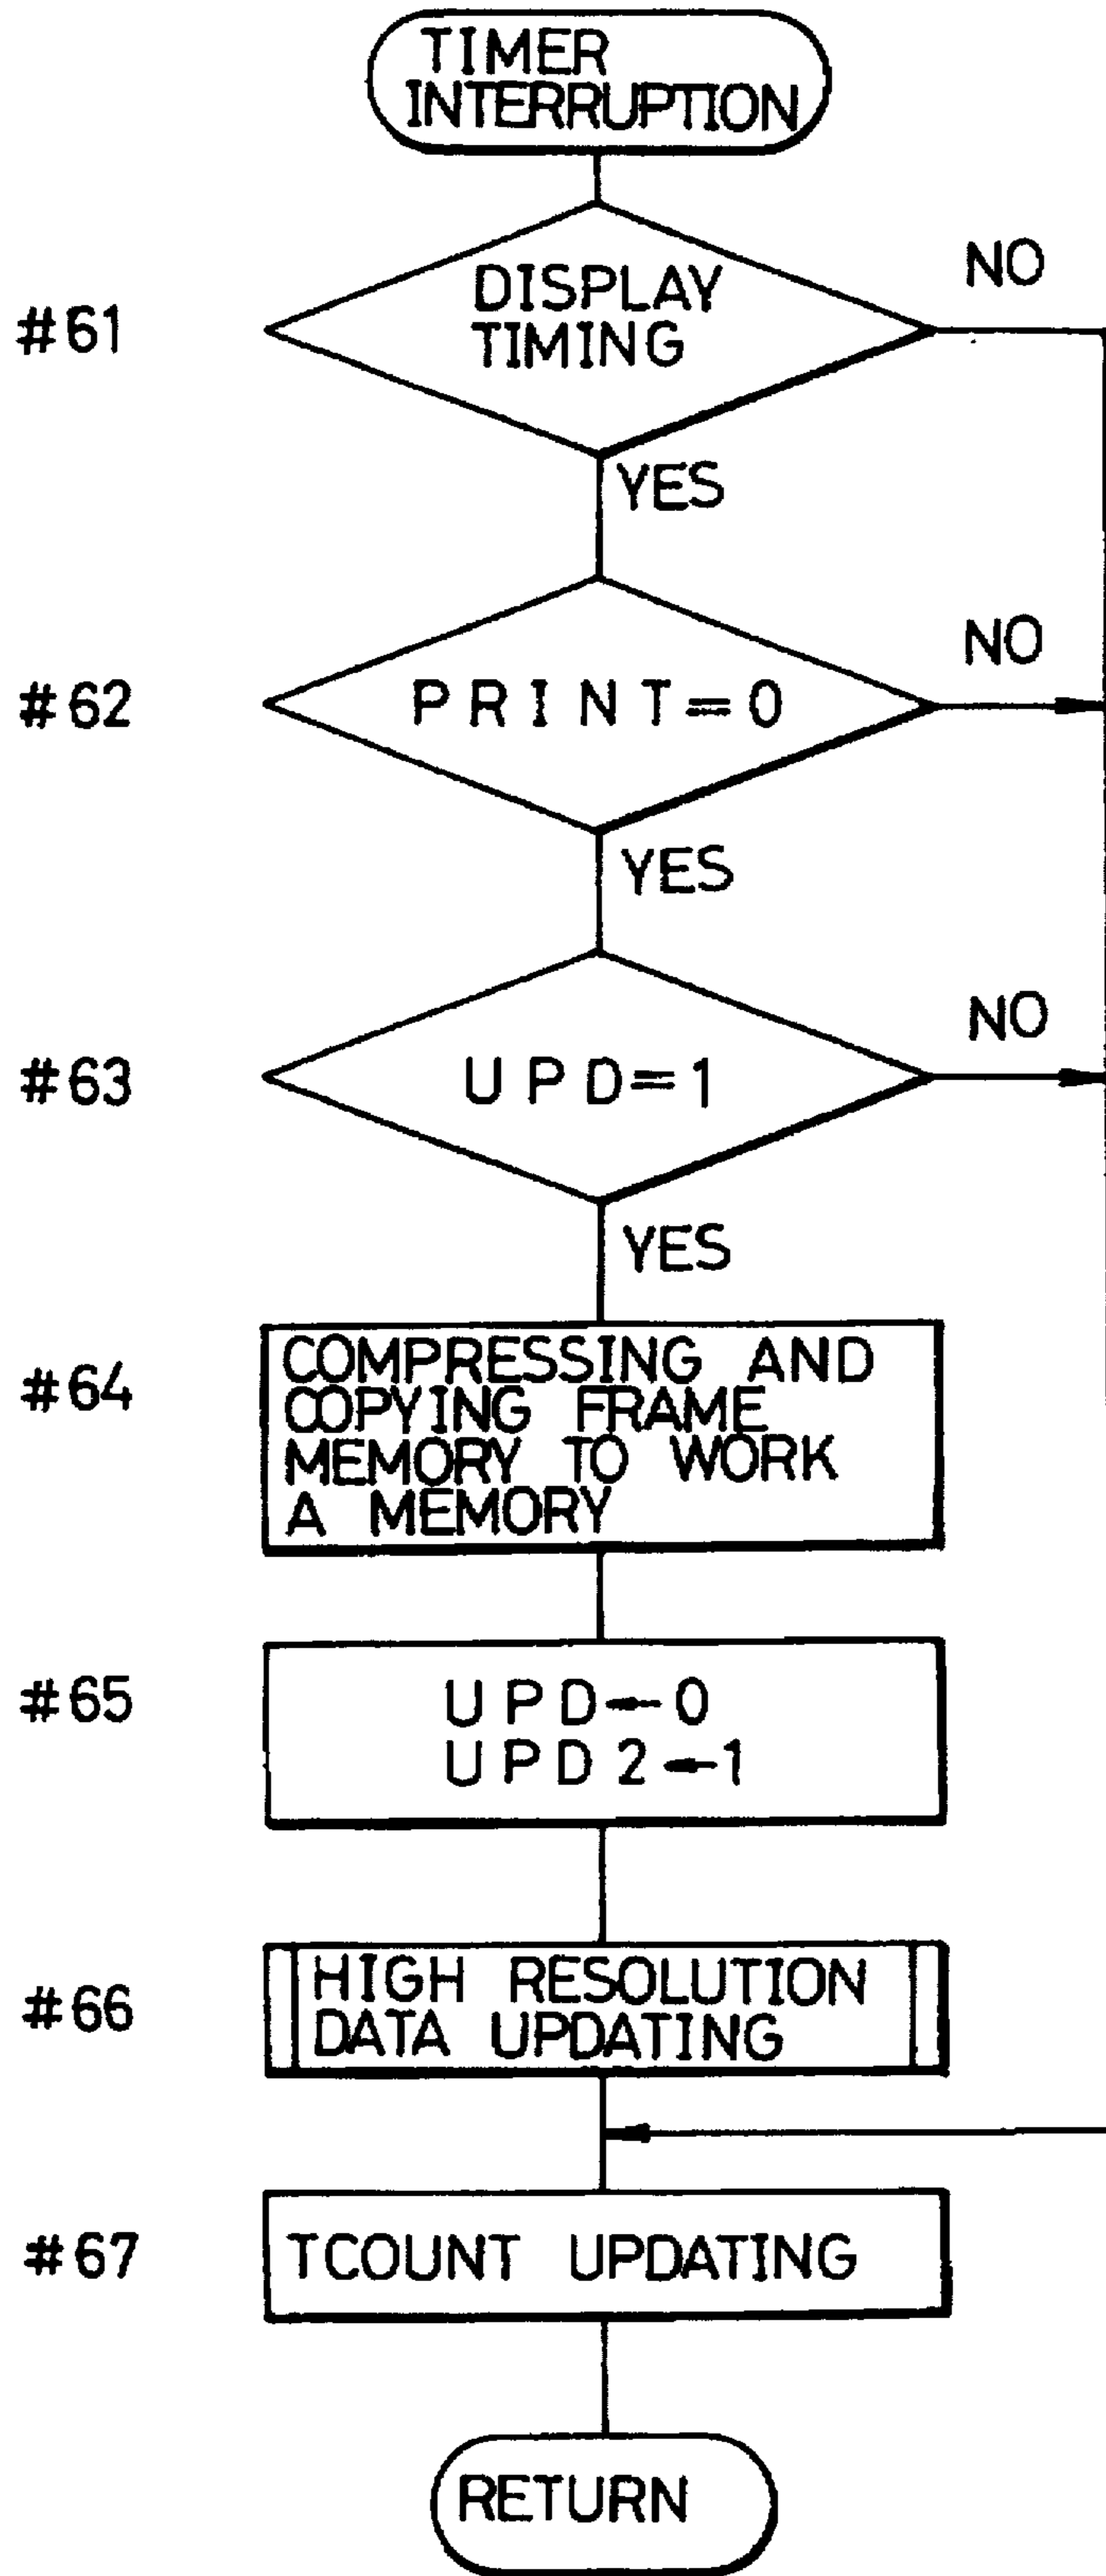 TIMER
INTERRUPTION
#61
DISPLAY
TIMING
NO
YES
#62
PRINT=0
NO
YES
#63
UPD=1
NO
YES
#64
COMPRESSING AND
COPYING FRAME
MEMORY TO WORK
A MEMORY
#65
UPD←0
UPD2←1
#66
HIGH RESOLUTION
DATA UPDATING
#67
TCOUNT UPDATING
RETURN